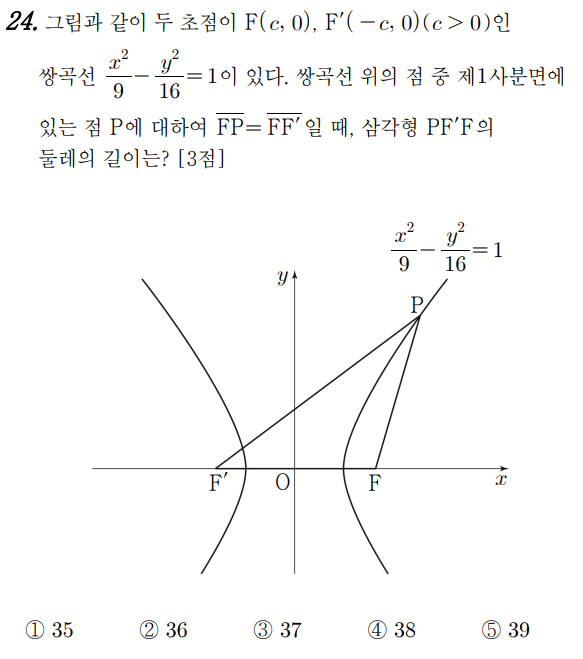 24. 그림과 같이 두 초점이 F(c, 0), F′(−c, 0)(c>0)인
쌍곡선 x²/9 − y²/16 = 1이 있다. 쌍곡선 위의 점 중 제1사분면에
있는 점 P에 대하여 F̅P̅=F̅F̅′̅일 때, 삼각형 PF′F의
둘레의 길이는? [3점]
x²/9 − y²/16 = 1
y
P
F′
O
F
x
① 35 ② 36 ③ 37 ④ 38 ⑤ 39